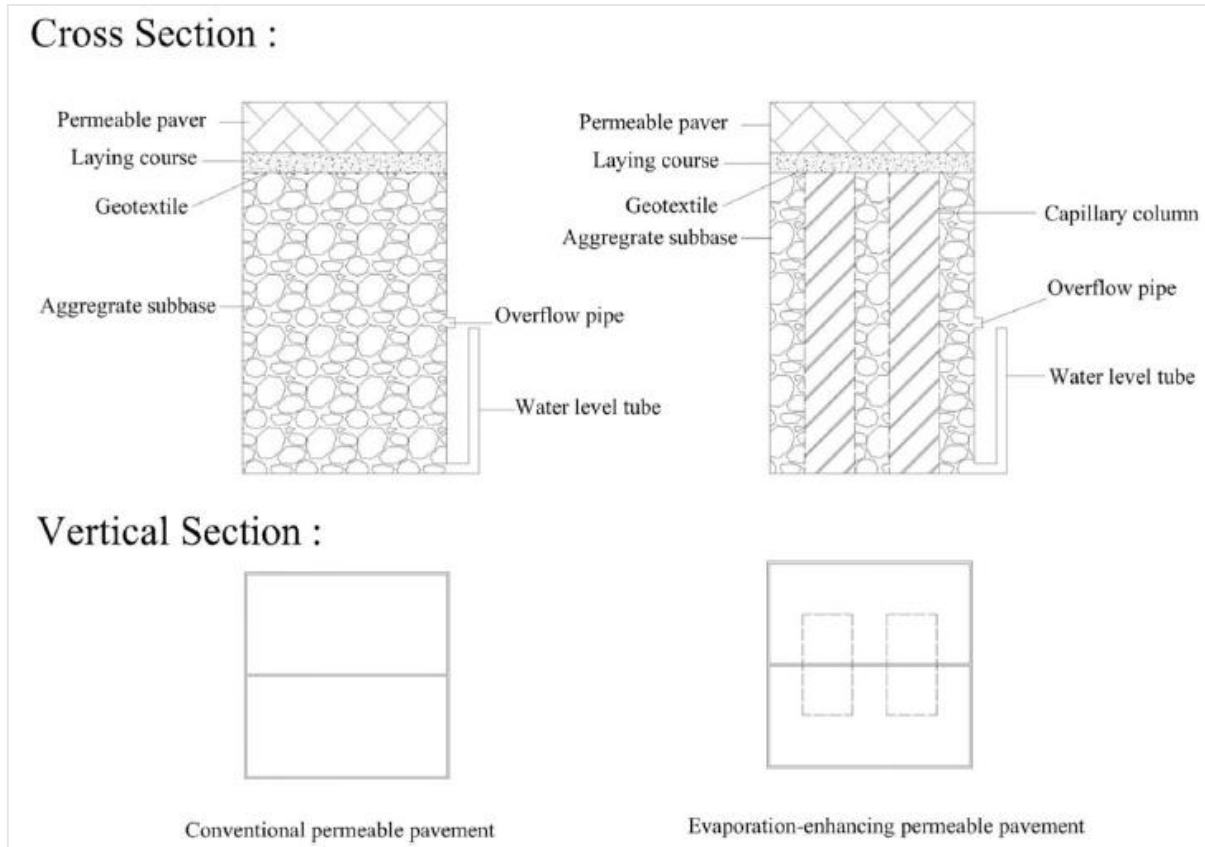 Cross Section :
Permeable paver
Laying course
Geotextile
Aggregrate subbase
Overflow pipe
Water level tube
Permeable paver
Laying course
Geotextile
Aggregrate subbase
Capillary column
Overflow pipe
Water level tube
Vertical Section :
Conventional permeable pavement
Evaporation-enhancing permeable pavement